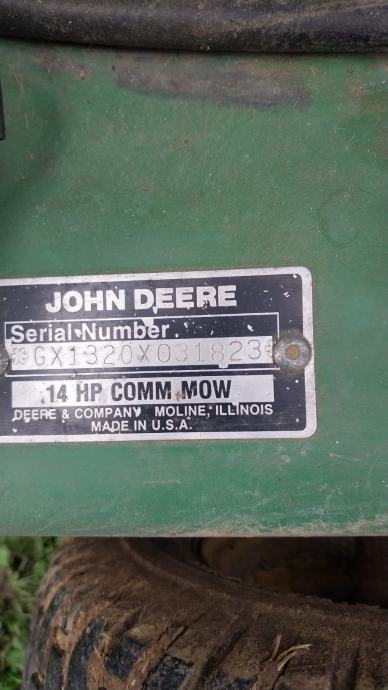 JOHN DEERE
Serial Number
*GX1320X031823*
14 HP COMM MOW
DEERE & COMPANY MOLINE, ILLINOIS
MADE IN U.S.A.